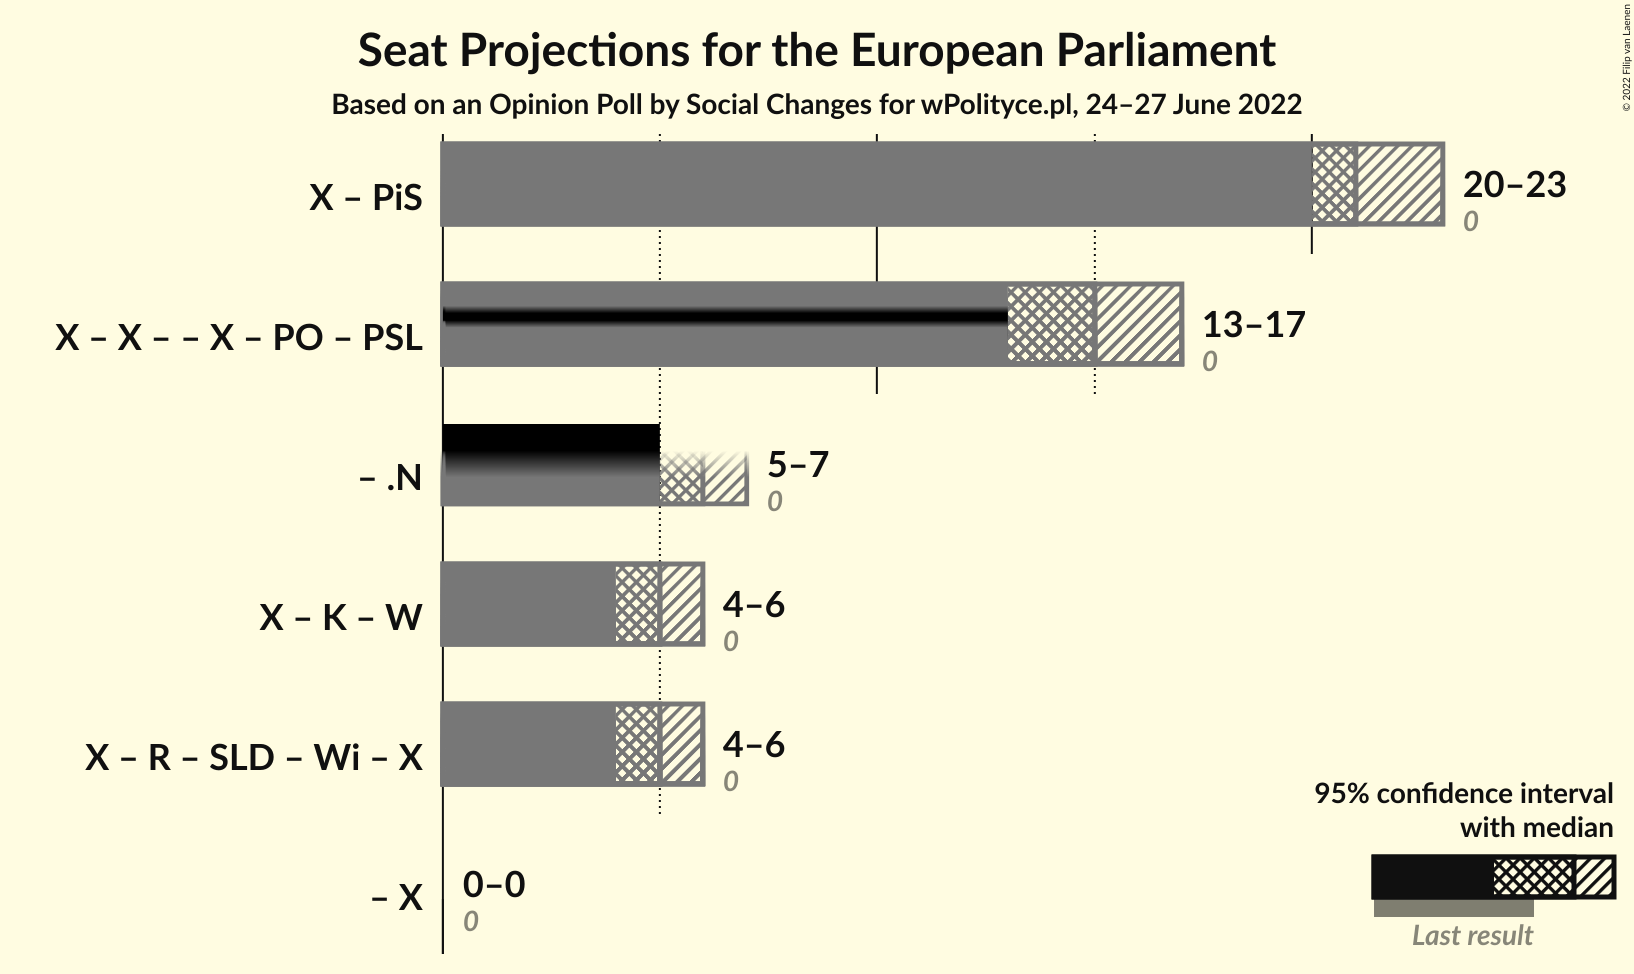 Seat Projections for the European Parliament
Based on an Opinion Poll by Social Changes for wPolityce.pl, 24–27 June 2022
© 2022 Filip van Laenen
X – PiS
20–23
0
X – X – – X – PO – PSL
13–17
0
– .N
5–7
0
X – K – W
4–6
0
X – R – SLD – Wi – X
4–6
0
– X
0–0
0
95% confidence interval
with median
Last result